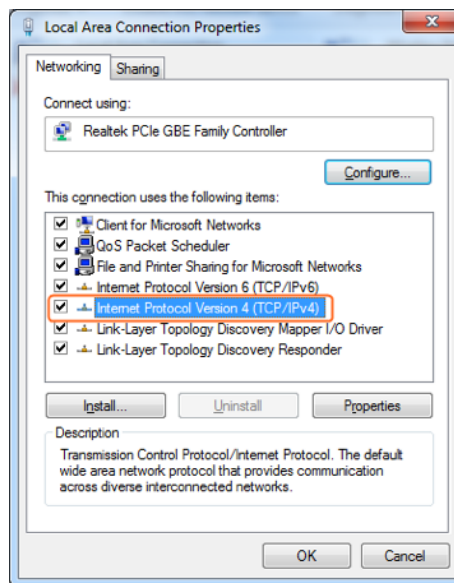 Local Area Connection Properties
Networking Sharing
Connect using:
Realtek PCIe GBE Family Controller
Configure...
This connection uses the following items:
Client for Microsoft Networks
QoS Packet Scheduler
File and Printer Sharing for Microsoft Networks
Internet Protocol Version 6 (TCP/IPv6)
Internet Protocol Version 4 (TCP/IPv4)
Link-Layer Topology Discovery Mapper I/O Driver
Link-Layer Topology Discovery Responder
Install... Uninstall Properties
Description
Transmission Control Protocol/Internet Protocol. The default
wide area network protocol that provides communication
across diverse interconnected networks.
OK Cancel